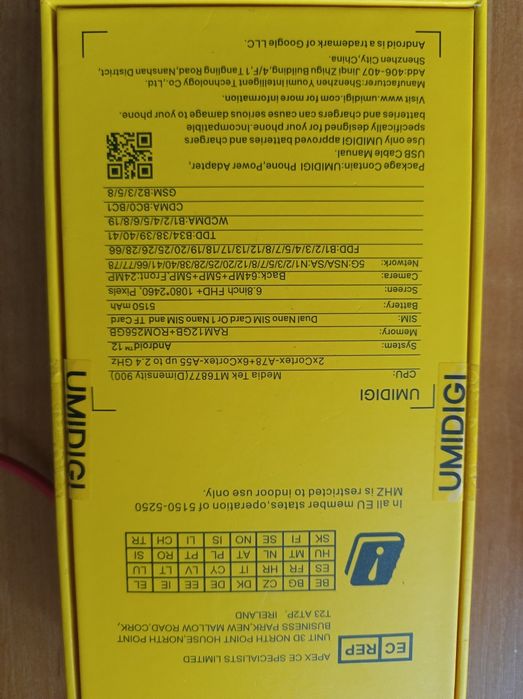 EC REP
APEX CE SPECIALISTS LIMITED
UNIT 3D NORTH POINT HOUSE,NORTH POINT
BUSINESS PARK,NEW MALLOW ROAD,CORK,
T23 AT2P, IRELAND
BE BG CZ DK DE EE IE EL
ES FR HR IT CY LV LT LU
HU MT NL AT PL PT RO SI
SK FI SE NO IS LI CH TR
In all EU member states,operation of 5150-5250
MHZ is restricted to indoor use only.
UMIDIGI
UMIDIGI
UMIDIGI
CPU: Media Tek MT6877(Dimensity 900)
2xCortex-A78+6xCortex-A55 up to 2.4 GHz
System: Android™ 12
Memory: RAM12GB+ROM256GB
SIM: Dual Nano SIM Card Or 1 Nano SIM and TF Card
Battery: 5150 mAh
Screen: 6.8inch FHD+ 1080*2460, Pixels
Camera: Back:64MP+5MP+5MP Front:24MP
Network: 5G:NSA/SA:N1/2/3/5/7/8/12/20/25/28/38/40/41/66/77/78
FDD:B1/2/3/4/5/7/8/12/13/17/18/19/20/25/26/28/66
TDD:B34/38/39/40/41
WCDMA:B1/2/4/5/6/8/19
CDMA:BC0/BC1
GSM:B2/3/5/8
Package Contain:UMIDIGI Phone,Power Adapter,
USB Cable Manual.
Use only UMIDIGI approved batteries and chargers
specifically designed for your phone.Incompatible
batteries and chargers can cause serious damage to your phone.
Visit www.umidigi.com for more information.
Manufacturer:Shenzhen Youmi Intelligent Technology Co.,Ltd.
Add:406-407 Jinqi Zhigu Building,4/F,1 Tangling Road,Nanshan District,
Shenzhen City,China.
Android is a trademark of Google LLC.